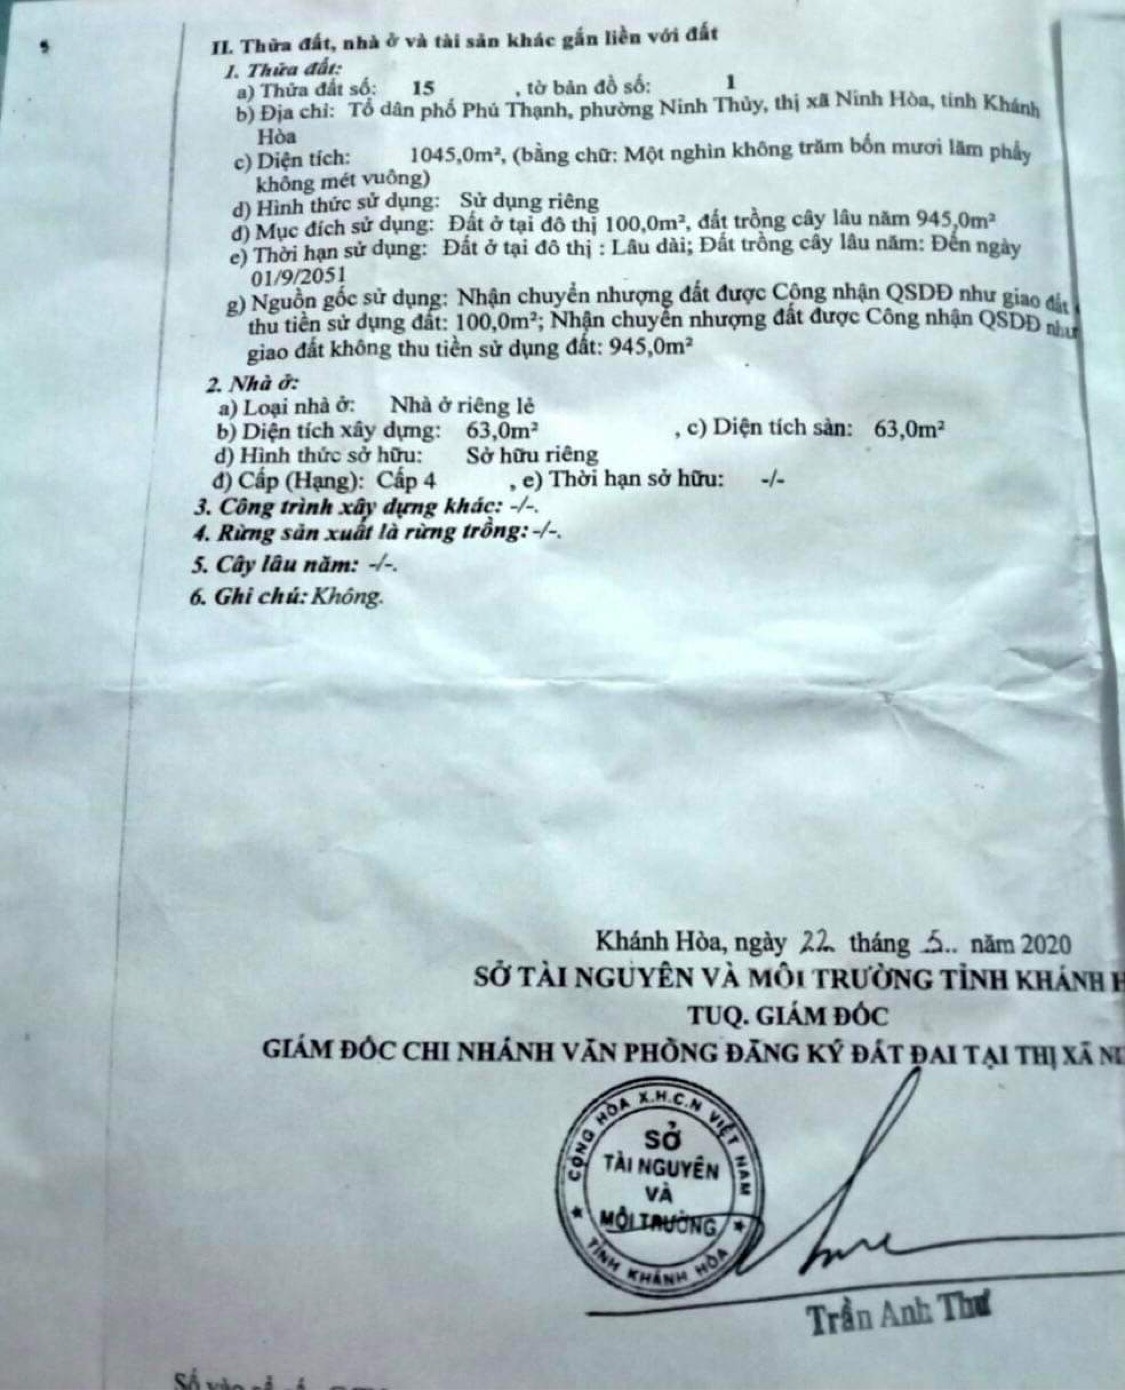 II. Thửa đất, nhà ở và tài sản khác gắn liền với đất
1. Thửa đất:
a) Thửa đất số: 15 , tờ bản đồ số: 1
b) Địa chỉ: Tổ dân phố Phú Thạnh, phường Ninh Thủy, thị xã Ninh Hòa, tỉnh Khánh
Hòa
c) Diện tích: 1045,0m², (bằng chữ: Một nghìn không trăm bốn mươi lăm phẩy
không mét vuông)
d) Hình thức sử dụng: Sử dụng riêng
đ) Mục đích sử dụng: Đất ở tại đô thị 100,0m², đất trồng cây lâu năm 945,0m²
e) Thời hạn sử dụng: Đất ở tại đô thị : Lâu dài; Đất trồng cây lâu năm: Đến ngày
01/9/2051
g) Nguồn gốc sử dụng: Nhận chuyển nhượng đất được Công nhận QSDĐ như giao đất
thu tiền sử dụng đất: 100,0m²; Nhận chuyển nhượng đất được Công nhận QSDĐ như
giao đất không thu tiền sử dụng đất: 945,0m²
2. Nhà ở:
a) Loại nhà ở: Nhà ở riêng lẻ
b) Diện tích xây dựng: 63,0m² , c) Diện tích sàn: 63,0m²
d) Hình thức sở hữu: Sở hữu riêng
đ) Cấp (Hạng): Cấp 4 , e) Thời hạn sở hữu: -/-
3. Công trình xây dựng khác: -/-.
4. Rừng sản xuất là rừng trồng: -/-.
5. Cây lâu năm: -/-.
6. Ghi chú: Không.
Khánh Hòa, ngày 22 tháng 5.. năm 2020
SỞ TÀI NGUYÊN VÀ MÔI TRƯỜNG TỈNH KHÁNH H
TUQ. GIÁM ĐỐC
GIÁM ĐỐC CHI NHÁNH VĂN PHÒNG ĐĂNG KÝ ĐẤT ĐAI TẠI THỊ XÃ NI
CỘNG HÒA X.H.C.N VIỆT NAM
SỞ
TÀI NGUYÊN
VÀ
MÔI TRƯỜNG
TỈNH KHÁNH HÒA
Trần Anh Thư
Số vào sổ